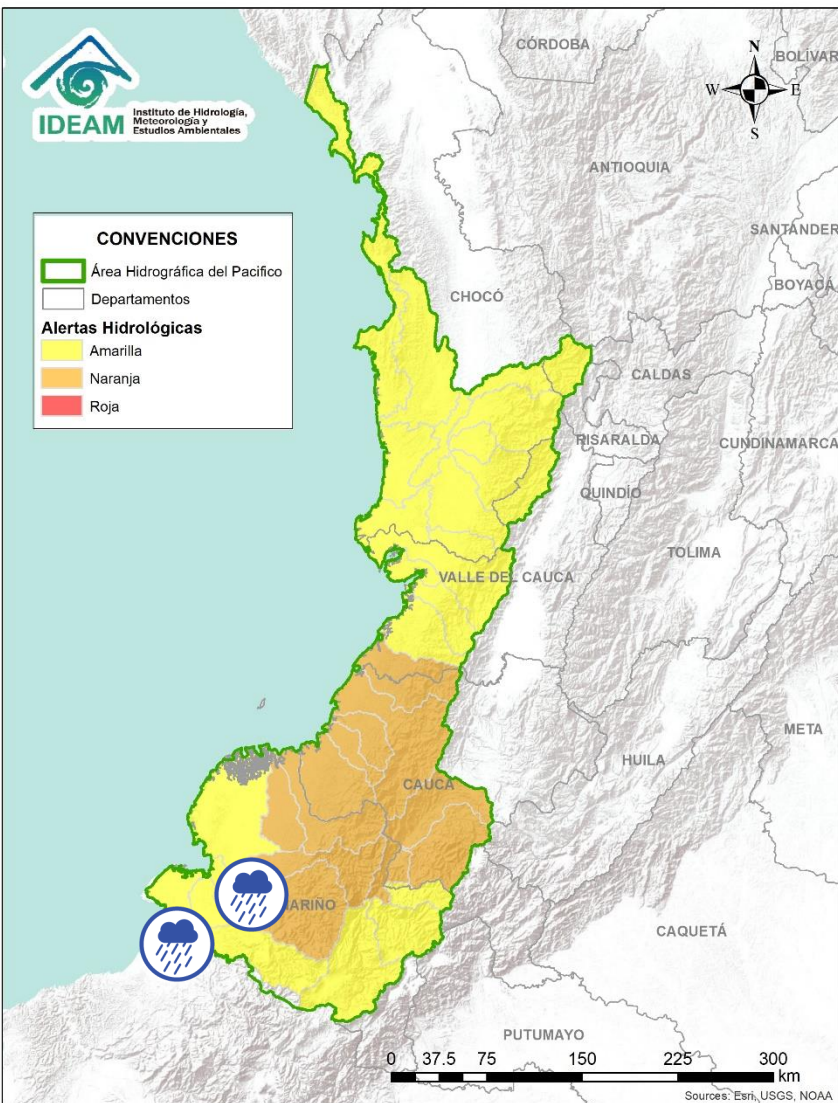 IDEAM
Instituto de Hidrología,
Meteorología y
Estudios Ambientales
CONVENCIONES
Área Hidrográfica del Pacifico
Departamentos
Alertas Hidrológicas
Amarilla
Naranja
Roja
N
W
E
S
CÓRDOBA
BOLÍVAR
ANTIOQUIA
SANTANDER
BOYACÁ
CHOCÓ
CALDAS
RISARALDA
CUNDINAMARCA
QUINDÍO
TOLIMA
VALLE DEL CAUCA
META
HUILA
CAUCA
NARIÑO
CAQUETÁ
PUTUMAYO
0 37.5 75 150 225 300
km
Sources: Esri, USGS, NOAA